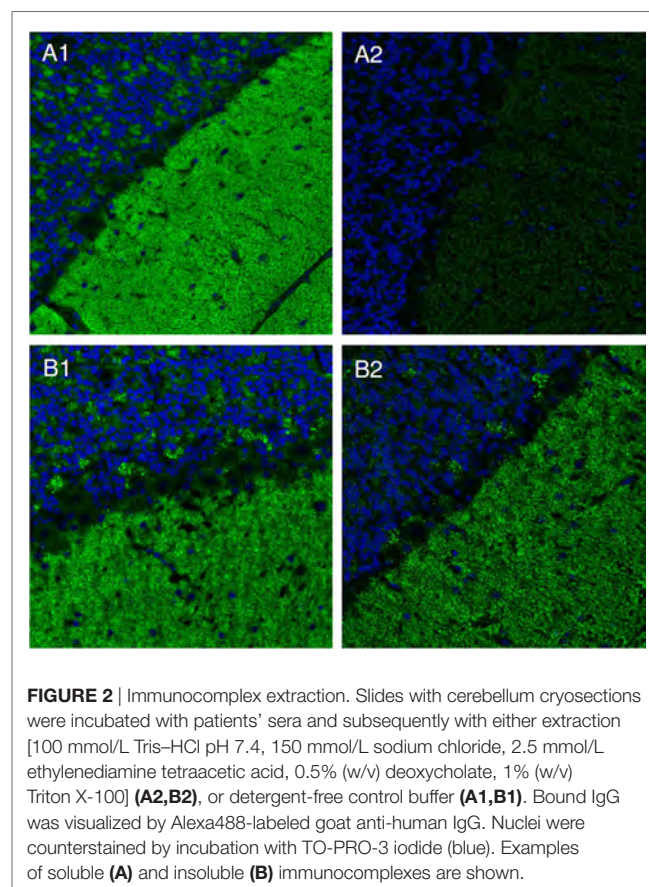 A1
A2
B1
B2
FIGURE 2 | Immunocomplex extraction. Slides with cerebellum cryosections
were incubated with patients' sera and subsequently with either extraction
[100 mmol/L Tris–HCl pH 7.4, 150 mmol/L sodium chloride, 2.5 mmol/L
ethylenediamine tetraacetic acid, 0.5% (w/v) deoxycholate, 1% (w/v)
Triton X-100] (A2,B2), or detergent-free control buffer (A1,B1). Bound IgG
was visualized by Alexa488-labeled goat anti-human IgG. Nuclei were
counterstained by incubation with TO-PRO-3 iodide (blue). Examples
of soluble (A) and insoluble (B) immunocomplexes are shown.